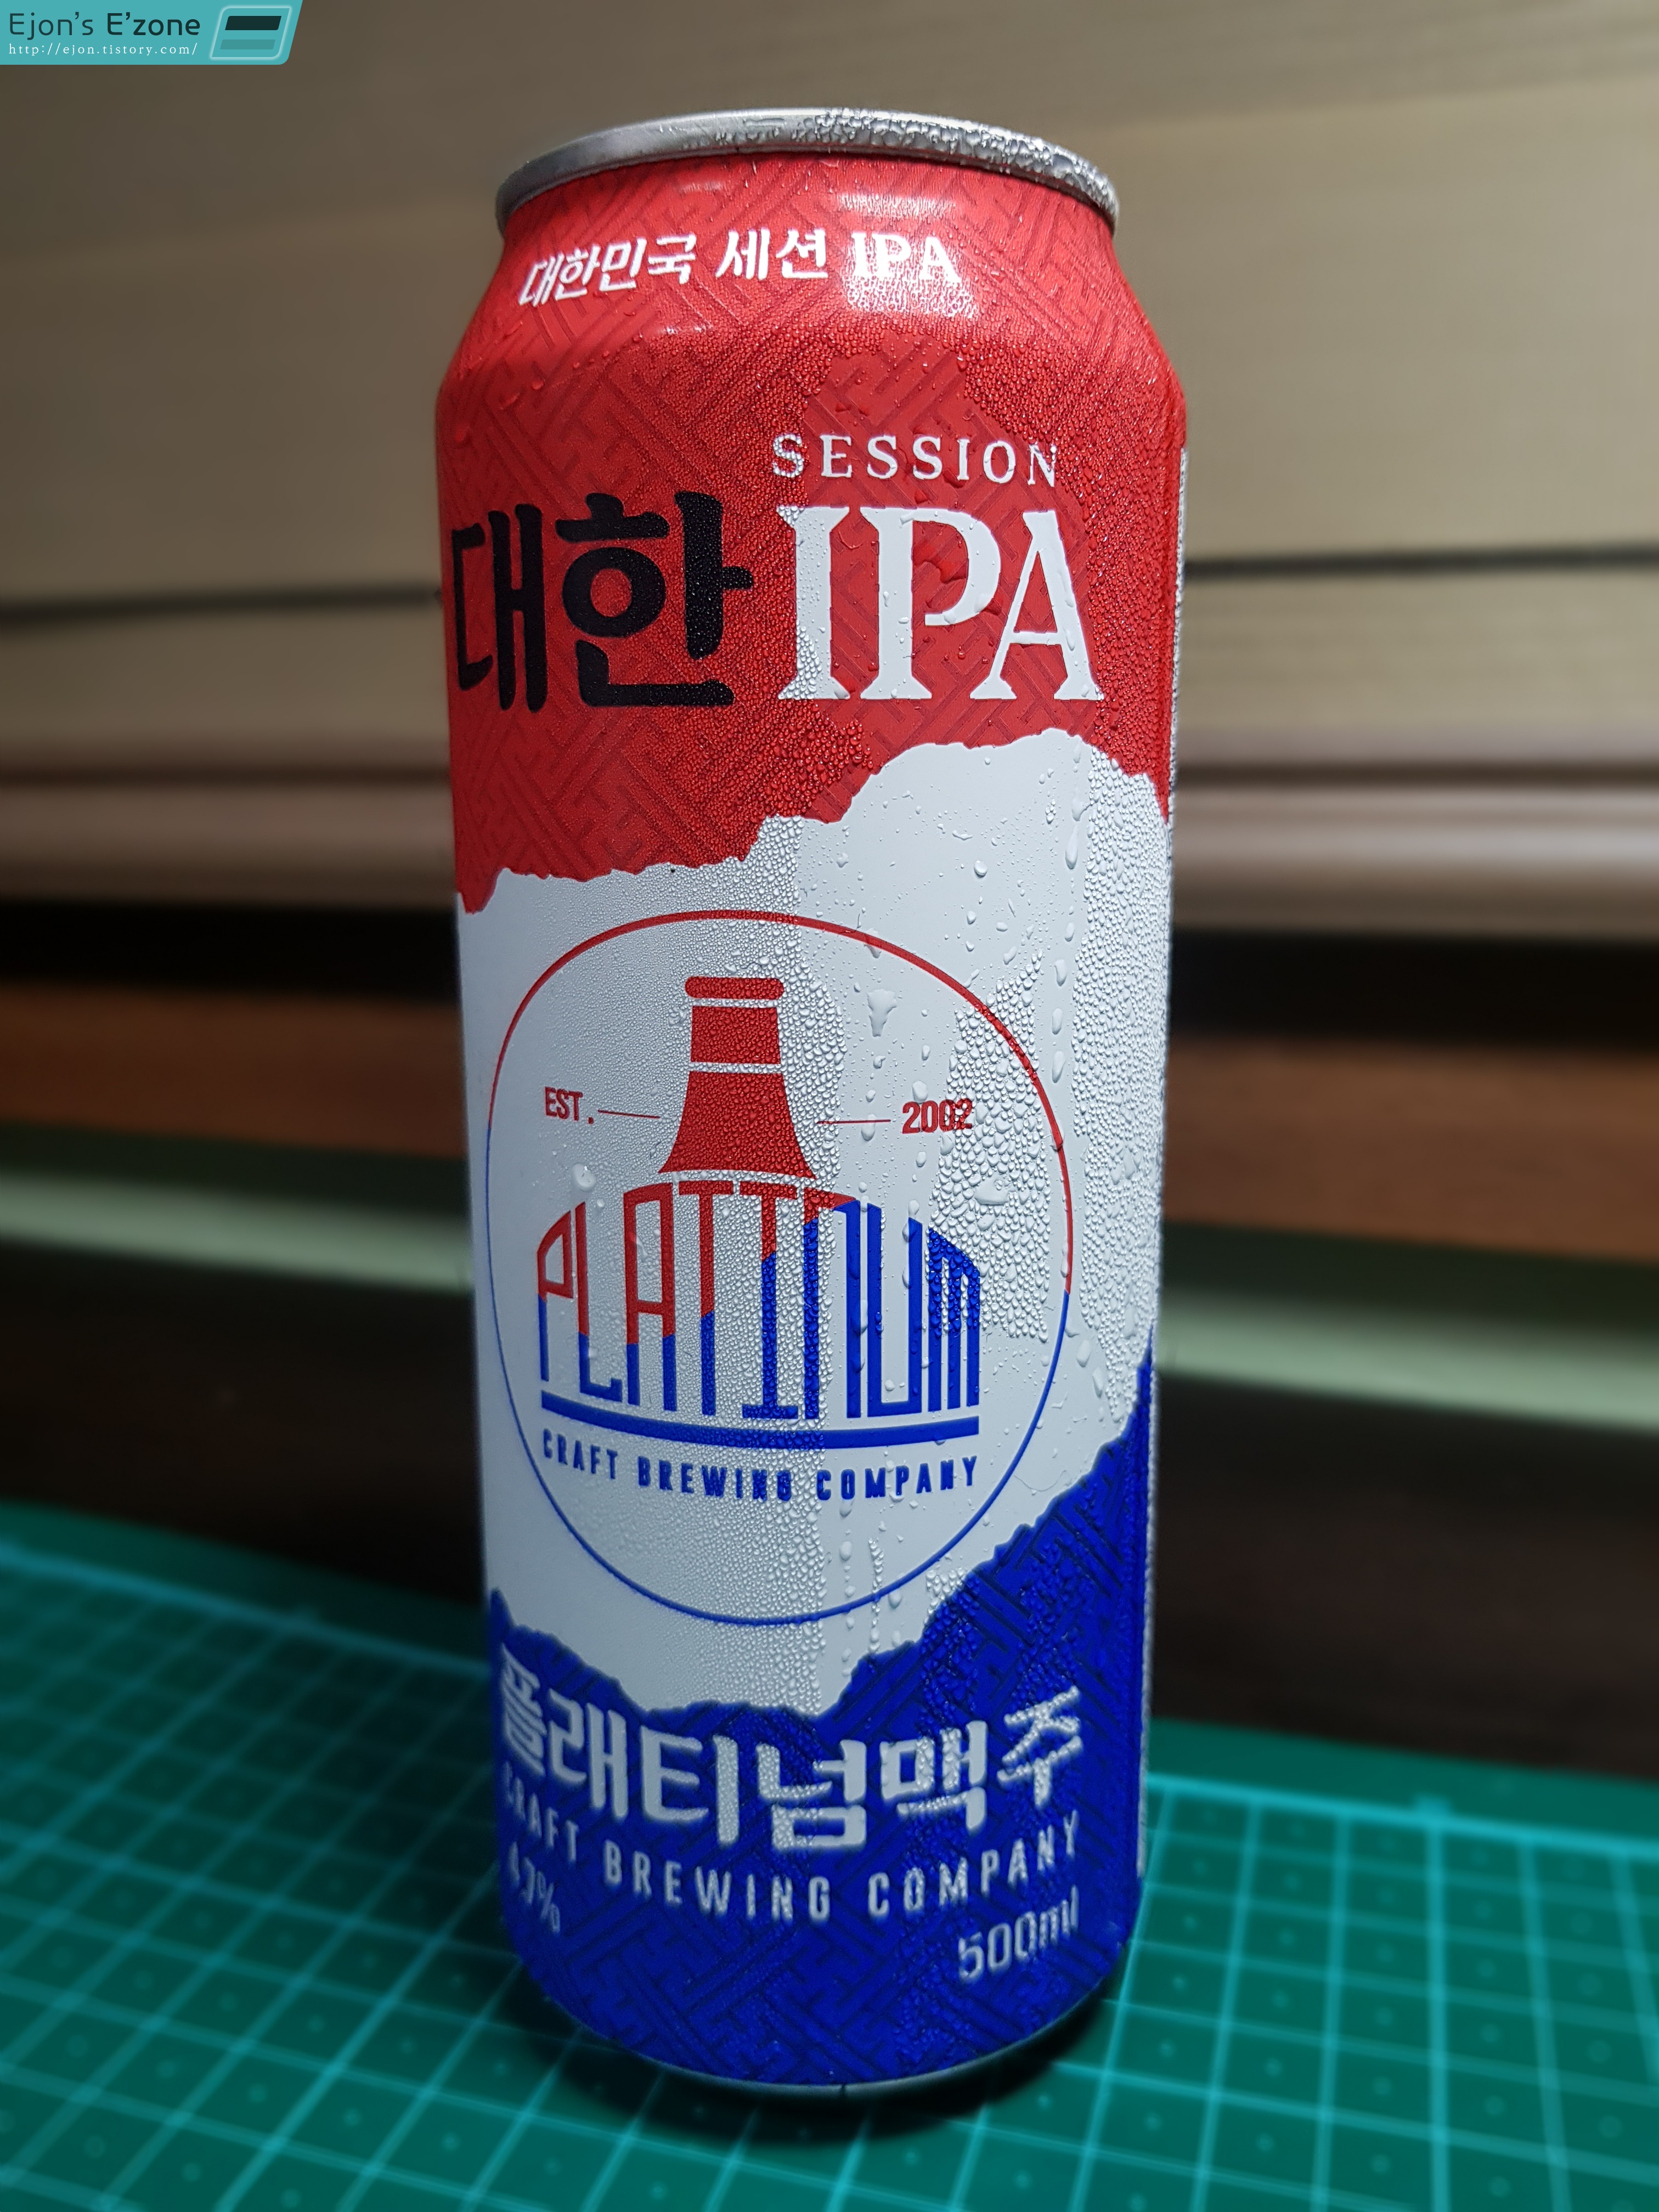 Ejon's E'zone
http://ejon.tistory.com/
대한민국 세션 IPA
SESSION
대한 IPA
EST. 2002
PLATINUM
CRAFT BREWING COMPANY
플래티넘맥주
CRAFT BREWING COMPANY
4.7%
500ml